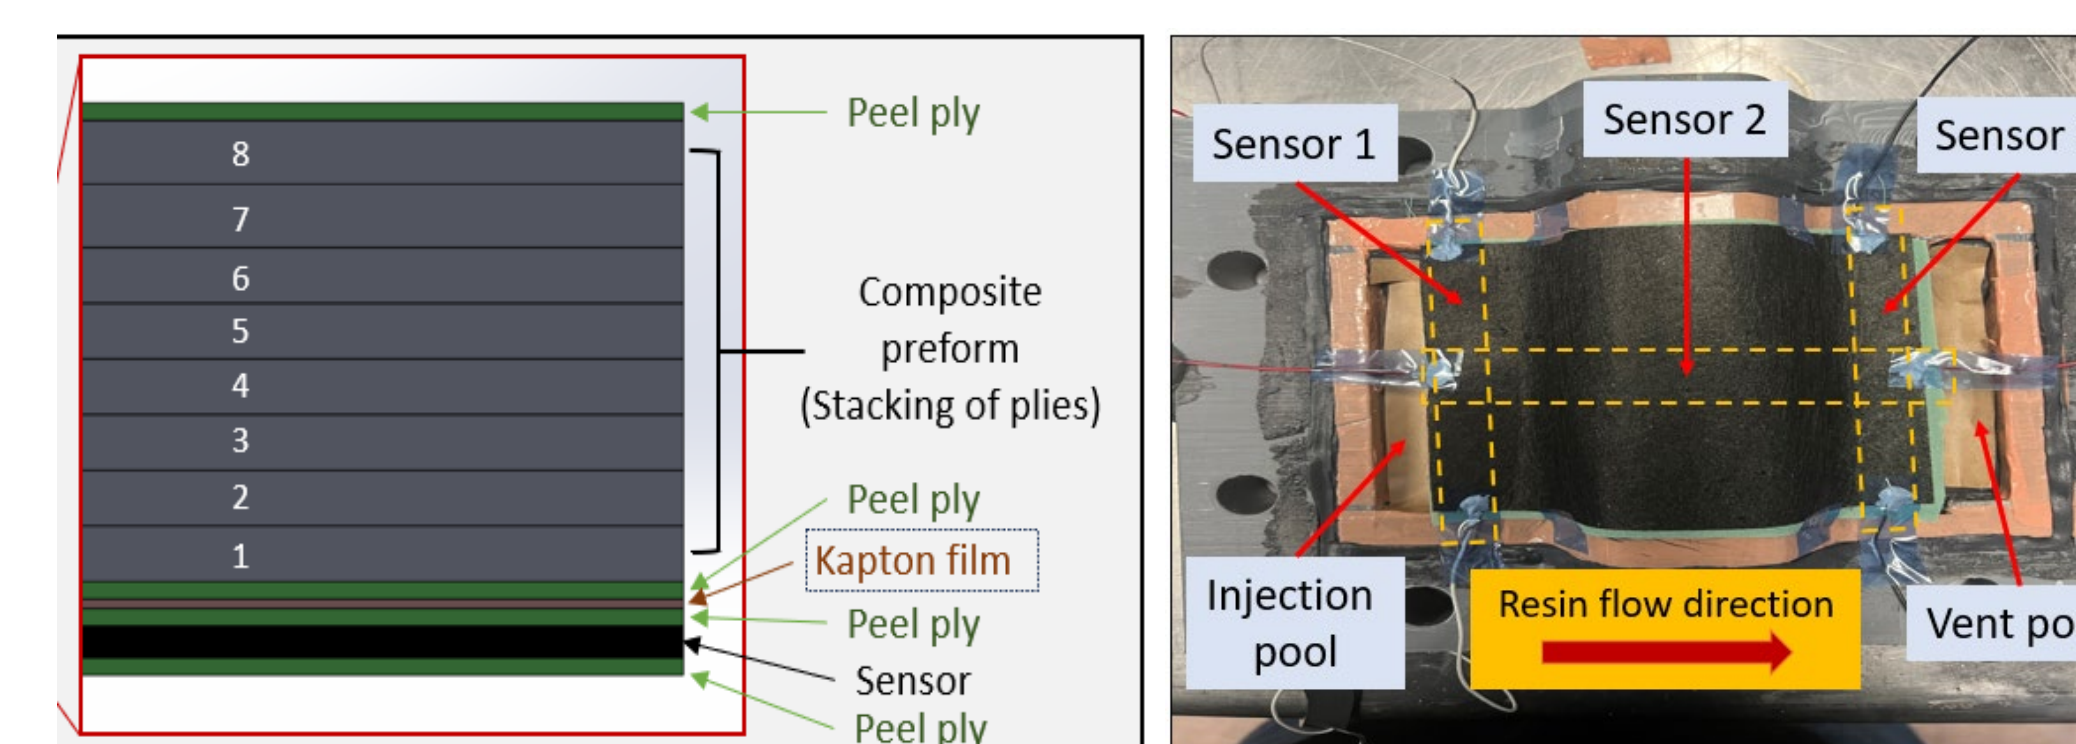 Peel ply
8
7
6
5
4
3
2
1
Composite
preform
(Stacking of plies)
Peel ply
Kapton film
Peel ply
Sensor
Peel ply
Sensor 1
Sensor 2
Sensor
Injection
pool
Resin flow direction
Vent